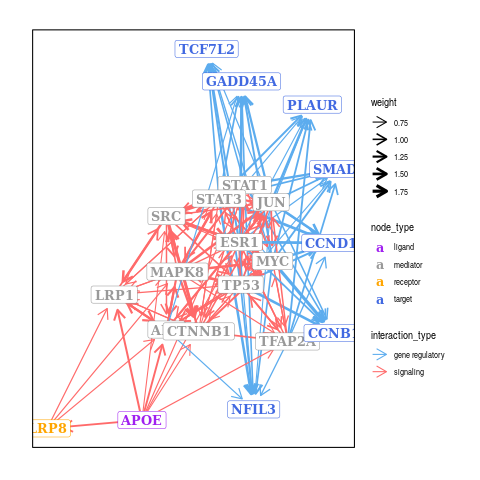 TCF7L2
GADD45A
PLAUR
SMAD
STAT1
STAT3
JUN
SRC
ESR1
CCND1
MYC
MAPK8
TP53
LRP1
CTNNB1
TFAP2A
CCNB1
NFIL3
APOE
LRP8
weight
0.75
1.00
1.25
1.50
1.75
node_type
a ligand
a mediator
a receptor
a target
interaction_type
gene regulatory
signaling